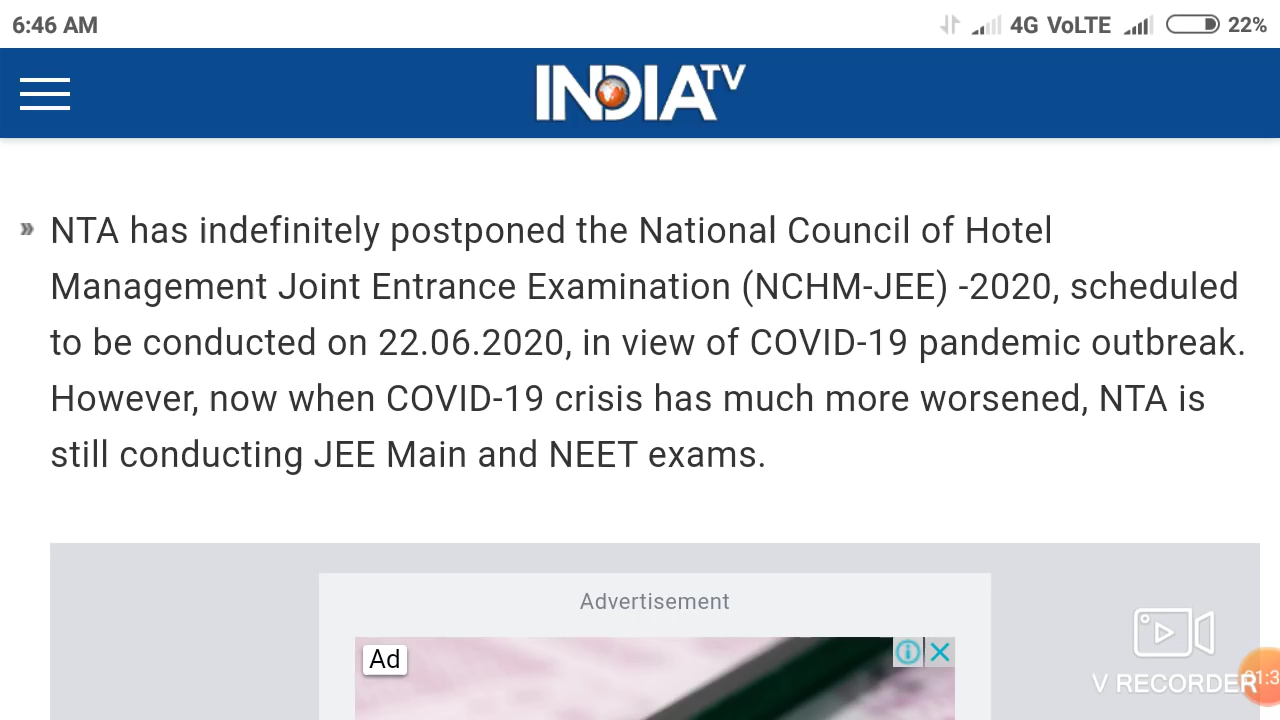 6:46 AM
4G VoLTE
22%
INDIA TV
» NTA has indefinitely postponed the National Council of Hotel
Management Joint Entrance Examination (NCHM-JEE) -2020, scheduled
to be conducted on 22.06.2020, in view of COVID-19 pandemic outbreak.
However, now when COVID-19 crisis has much more worsened, NTA is
still conducting JEE Main and NEET exams.
Advertisement
Ad
V RECORDER